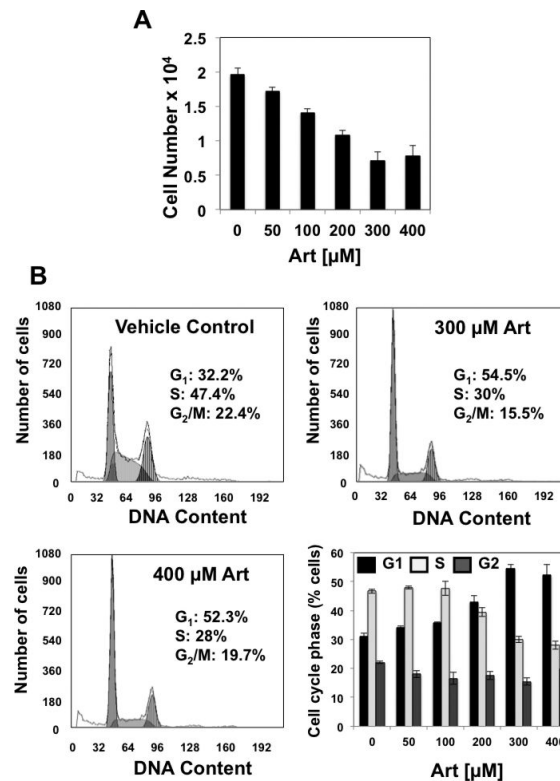 A
Cell Number x 10⁴
2.5
2
1.5
1
0.5
0
0 50 100 200 300 400
Art [µM]
B
Number of cells
1080
900
720
540
360
180
0
Vehicle Control
G₁: 32.2%
S: 47.4%
G₂/M: 22.4%
0 32 64 96 128 160 192
DNA Content
Number of cells
1080
900
720
540
360
180
0
300 µM Art
G₁: 54.5%
S: 30%
G₂/M: 15.5%
0 32 64 96 128 160 192
DNA Content
Number of cells
1080
900
720
540
360
180
0
400 µM Art
G₁: 52.3%
S: 28%
G₂/M: 19.7%
0 32 64 96 128 160 192
DNA Content
Cell cycle phase (% cells)
60
50
40
30
20
10
0
G1 S G2
0 50 100 200 300 400
Art [µM]